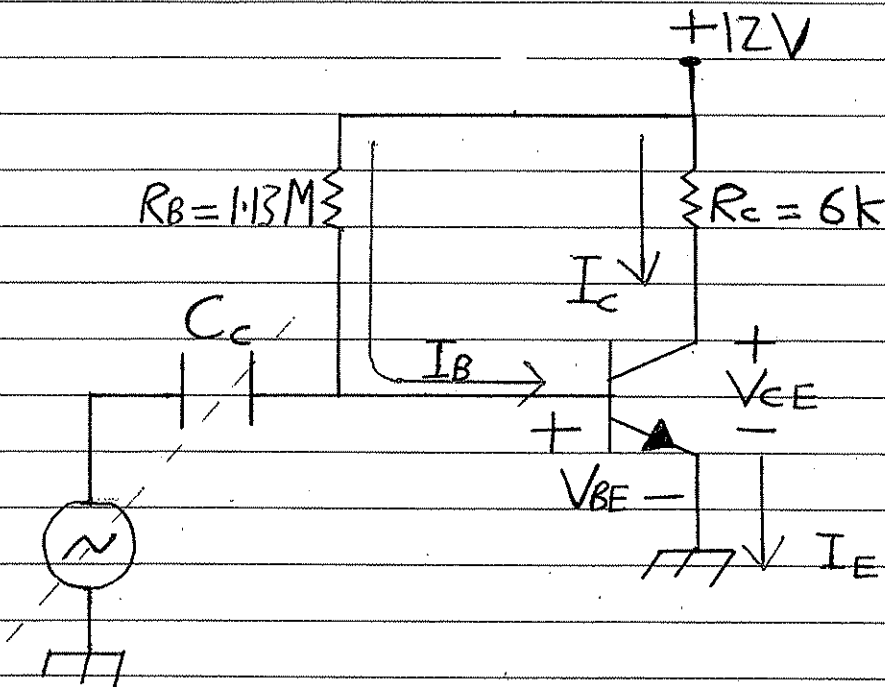 +12V
RB = 1.13M
Rc = 6k
Ic
Cc
IB
+
VCE
-
+
VBE -
IE